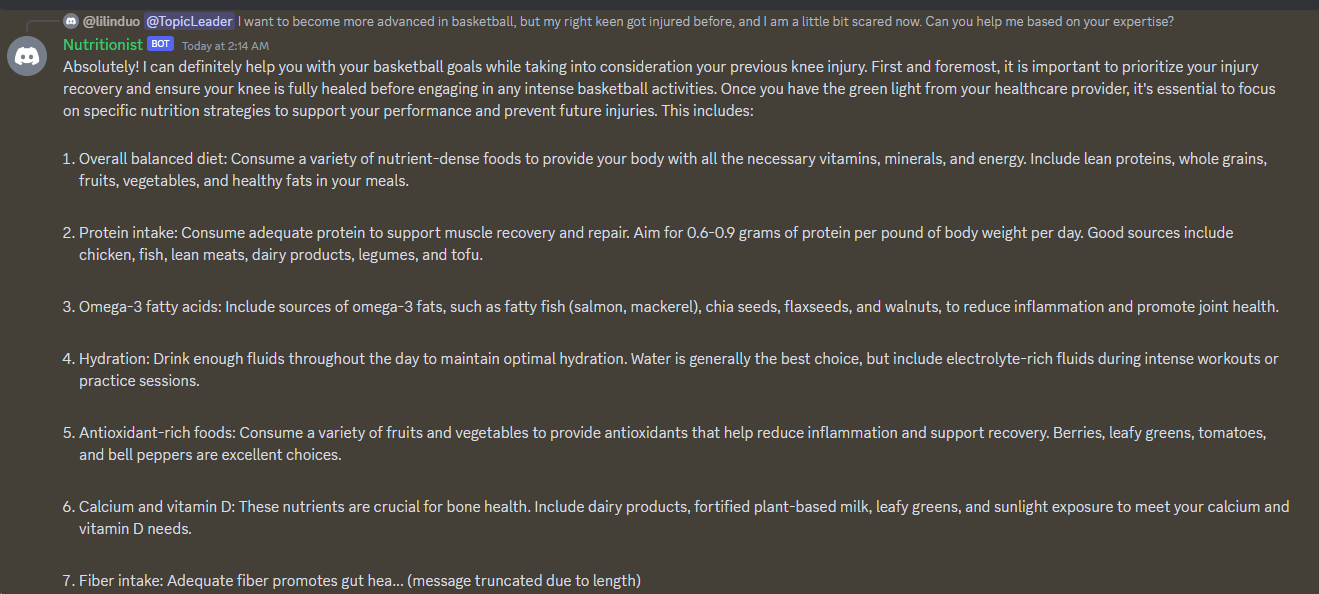 @lilinduo @TopicLeader I want to become more advanced in basketball, but my right keen got injured before, and I am a little bit scared now. Can you help me based on your expertise?
Nutritionist BOT Today at 2:14 AM
Absolutely! I can definitely help you with your basketball goals while taking into consideration your previous knee injury. First and foremost, it is important to prioritize your injury
recovery and ensure your knee is fully healed before engaging in any intense basketball activities. Once you have the green light from your healthcare provider, it's essential to focus
on specific nutrition strategies to support your performance and prevent future injuries. This includes:
1. Overall balanced diet: Consume a variety of nutrient-dense foods to provide your body with all the necessary vitamins, minerals, and energy. Include lean proteins, whole grains,
fruits, vegetables, and healthy fats in your meals.
2. Protein intake: Consume adequate protein to support muscle recovery and repair. Aim for 0.6-0.9 grams of protein per pound of body weight per day. Good sources include
chicken, fish, lean meats, dairy products, legumes, and tofu.
3. Omega-3 fatty acids: Include sources of omega-3 fats, such as fatty fish (salmon, mackerel), chia seeds, flaxseeds, and walnuts, to reduce inflammation and promote joint health.
4. Hydration: Drink enough fluids throughout the day to maintain optimal hydration. Water is generally the best choice, but include electrolyte-rich fluids during intense workouts or
practice sessions.
5. Antioxidant-rich foods: Consume a variety of fruits and vegetables to provide antioxidants that help reduce inflammation and support recovery. Berries, leafy greens, tomatoes,
and bell peppers are excellent choices.
6. Calcium and vitamin D: These nutrients are crucial for bone health. Include dairy products, fortified plant-based milk, leafy greens, and sunlight exposure to meet your calcium and
vitamin D needs.
7. Fiber intake: Adequate fiber promotes gut hea... (message truncated due to length)